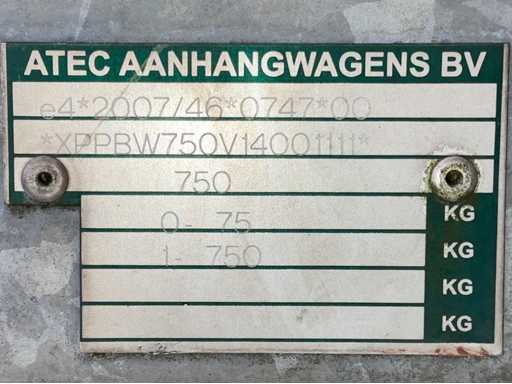 ATEC AANHANGWAGENS BV
e4*2007/46*0747*00
*XPPBW750V14001111*
750
0- 75 KG
1- 750 KG
KG
KG